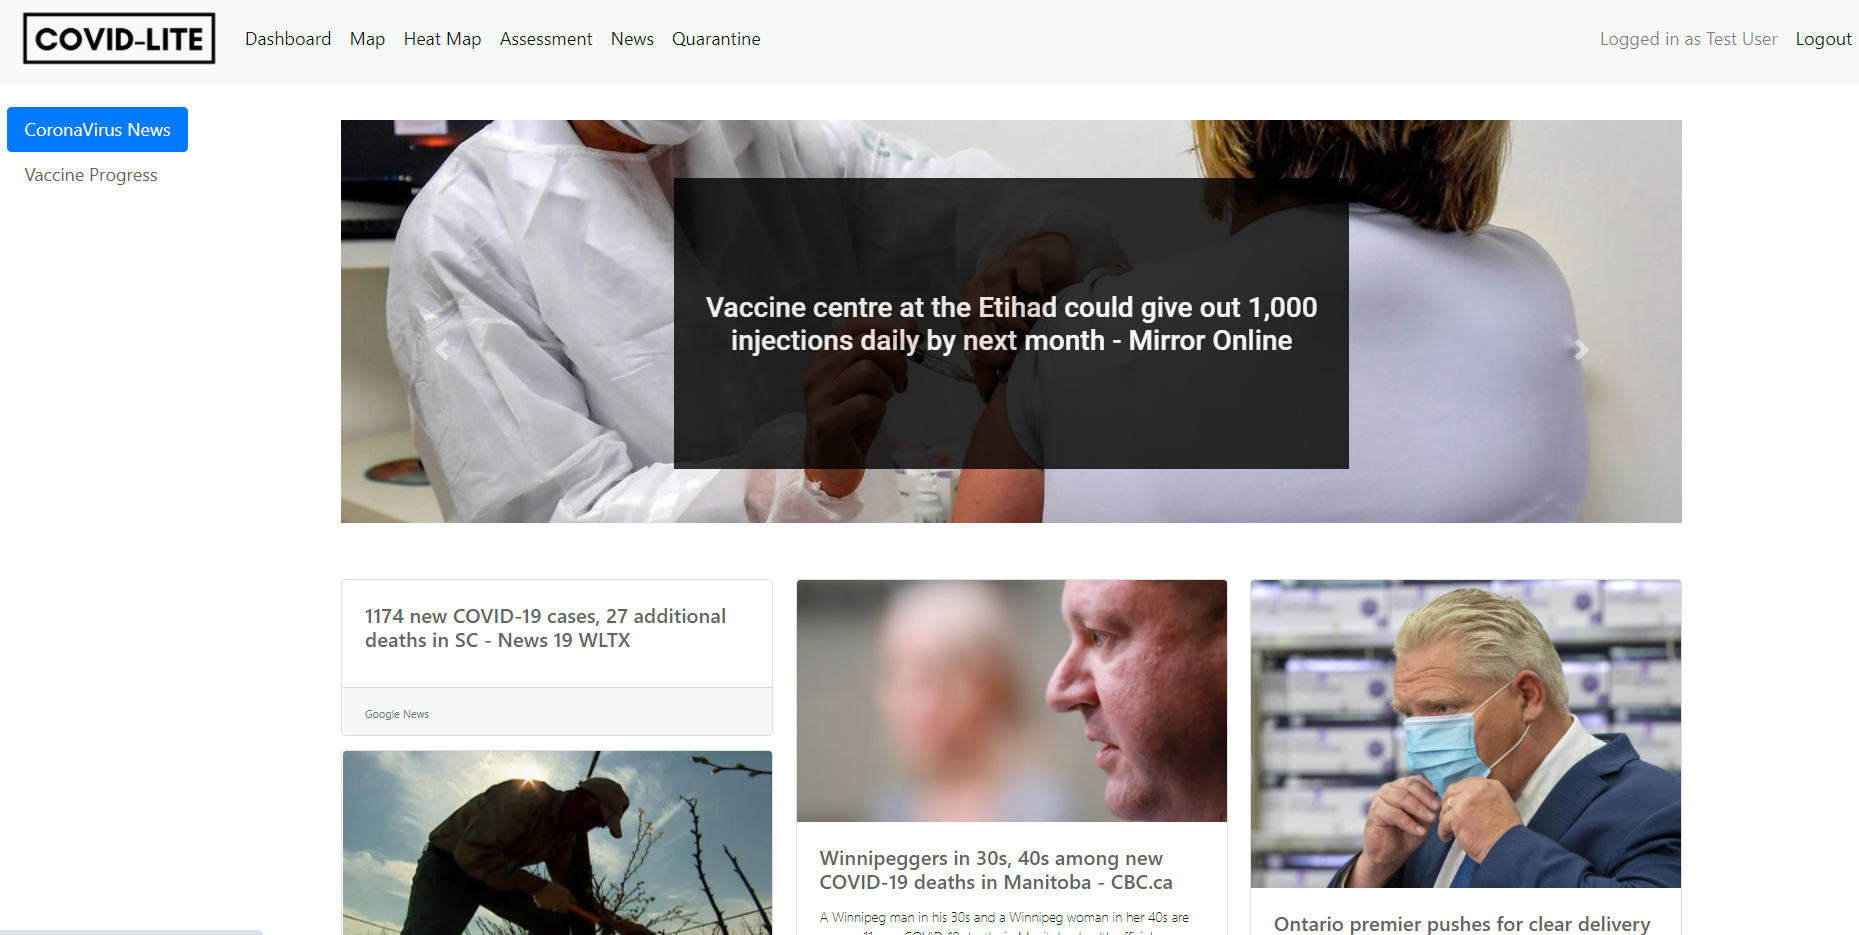 COVID-LITE
Dashboard Map Heat Map Assessment News Quarantine
Logged in as Test User Logout
CoronaVirus News
Vaccine Progress
Vaccine centre at the Etihad could give out 1,000
injections daily by next month - Mirror Online
1174 new COVID-19 cases, 27 additional
deaths in SC - News 19 WLTX
Google News
Winnipeggers in 30s, 40s among new
COVID-19 deaths in Manitoba - CBC.ca
A Winnipeg man in his 30s and a Winnipeg woman in her 40s are
Ontario premier pushes for clear delivery